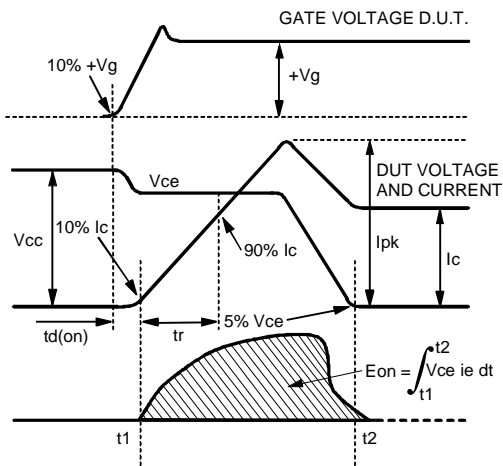 GATE VOLTAGE D.U.T.
10% +Vg
+Vg
Vce
DUT VOLTAGE
AND CURRENT
Vcc
10% Ic
90% Ic
Ipk
Ic
td(on)
tr
5% Vce
Eon = ∫ Vce ie dt
t2
t1
t1
t2